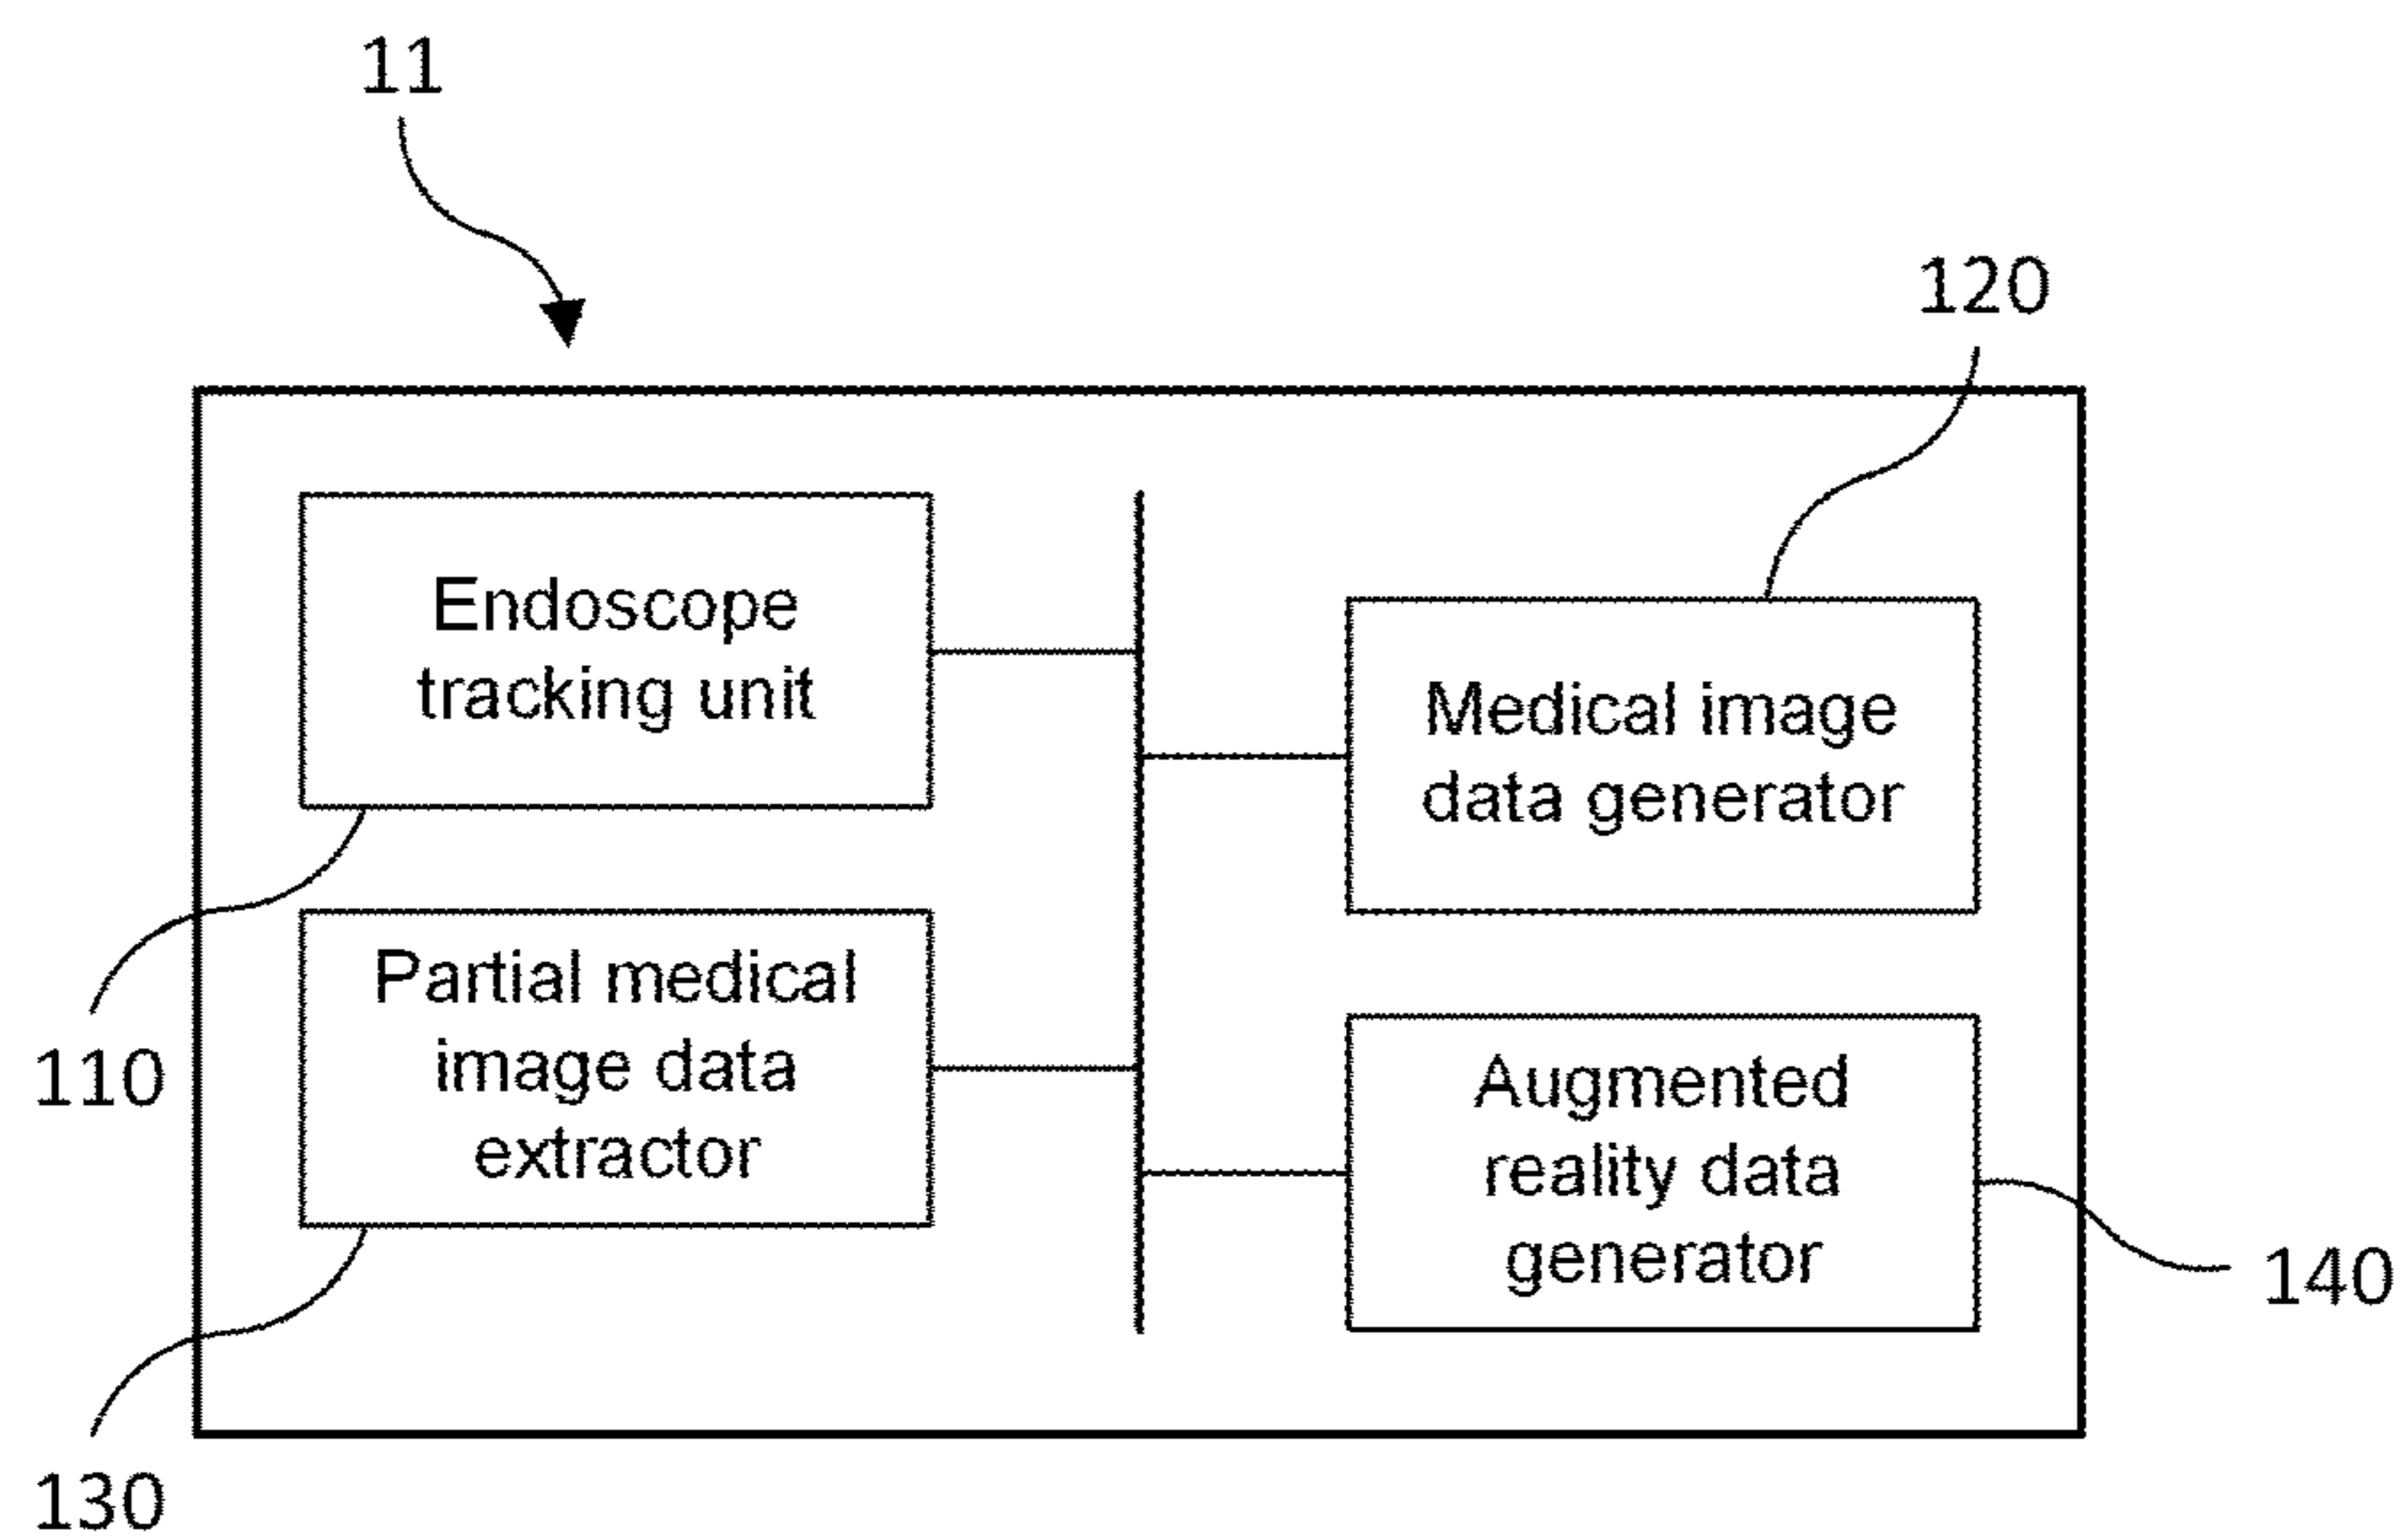 11
120
Endoscope
tracking unit
Medical image
data generator
110
Partial medical
image data
extractor
Augmented
reality data
generator
140
130